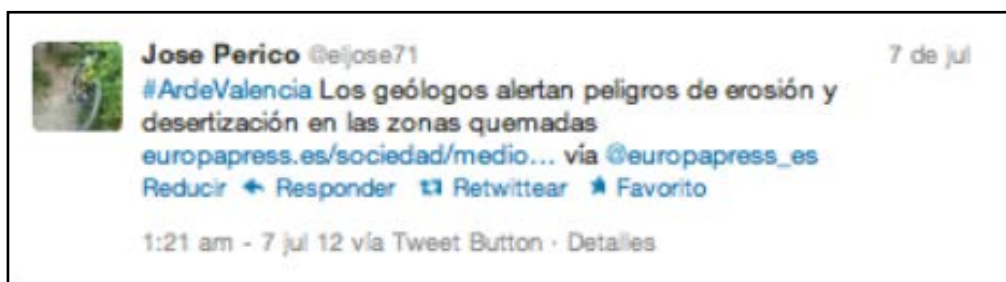 Jose Perico @eljose71 7 de jul
#ArdeValencia Los geólogos alertan peligros de erosión y
desertización en las zonas quemadas
europapress.es/sociedad/medio... vía @europapress_es
Reducir Responder Retwittear Favorito
1:21 am - 7 jul 12 vía Tweet Button · Detalles